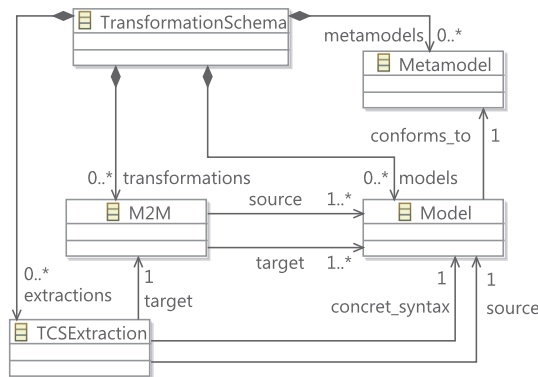 TransformationSchema
metamodels 0..*
Metamodel
conforms_to 1
0..* transformations
0..* models
source 1..*
M2M
Model
target 1..*
0..*
extractions
1
target
1
concret_syntax
1
source
TCSExtraction